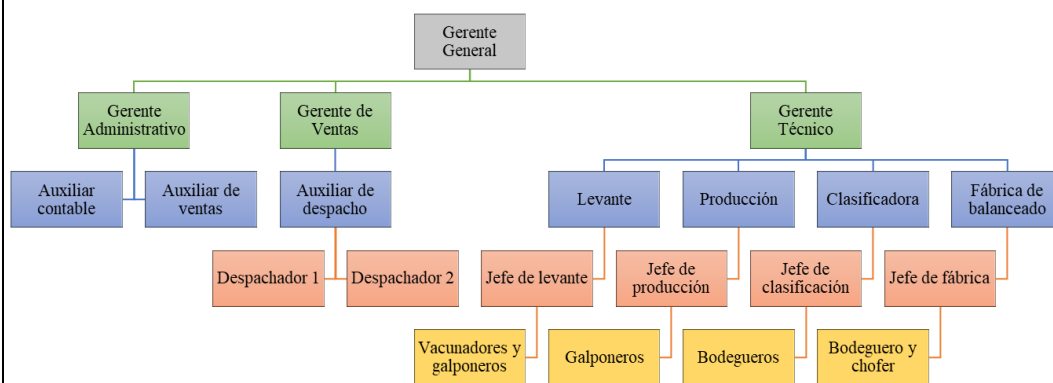 Gerente
General
Gerente
Administrativo
Gerente de
Ventas
Gerente
Técnico
Auxiliar
contable
Auxiliar de
ventas
Auxiliar de
despacho
Levante
Producción
Clasificadora
Fábrica de
balanceado
Despachador 1
Despachador 2
Jefe de levante
Jefe de
producción
Jefe de
clasificación
Jefe de fábrica
Vacunadores y
galponeros
Galponeros
Bodegueros
Bodeguero y
chofer